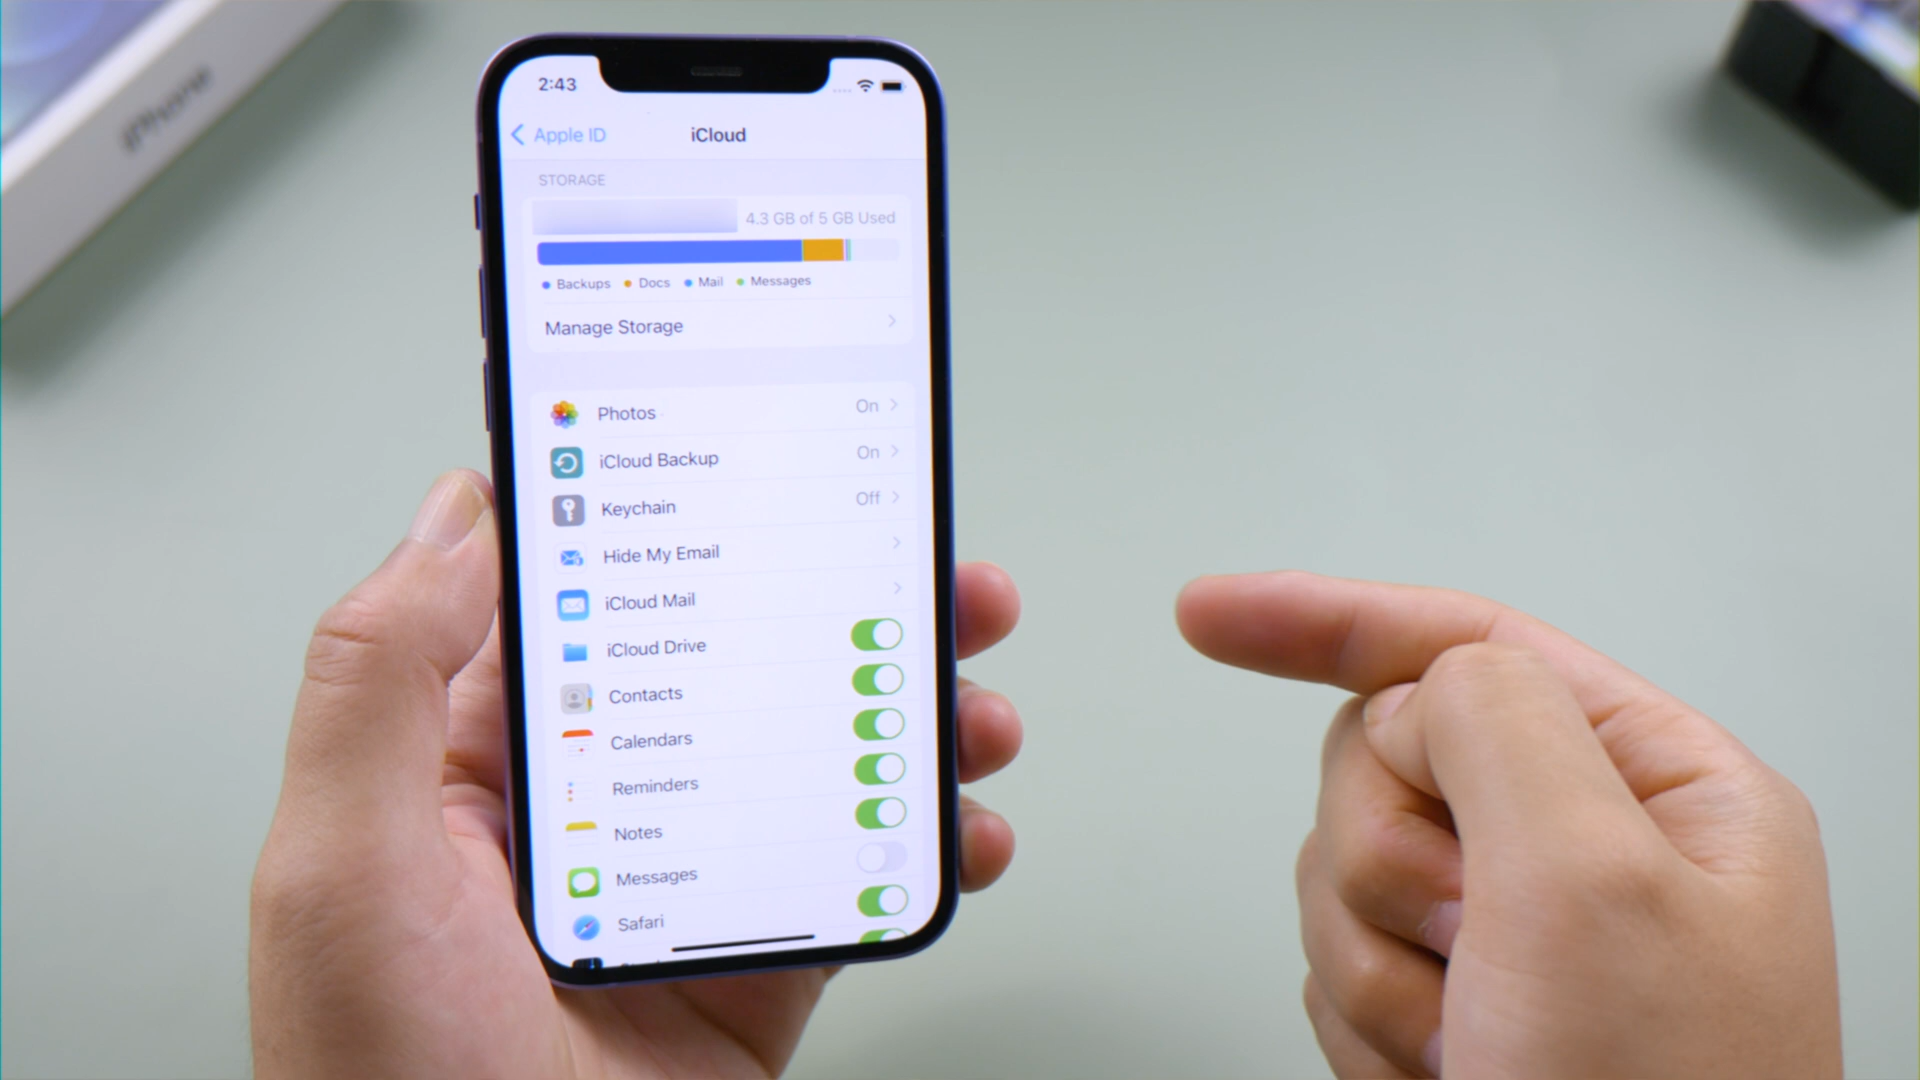 iPhone
2:43
Apple ID
iCloud
STORAGE
4.3 GB of 5 GB Used
Backups Docs Mail Messages
Manage Storage
Photos On
iCloud Backup On
Keychain Off
Hide My Email
iCloud Mail
iCloud Drive
Contacts
Calendars
Reminders
Notes
Messages
Safari